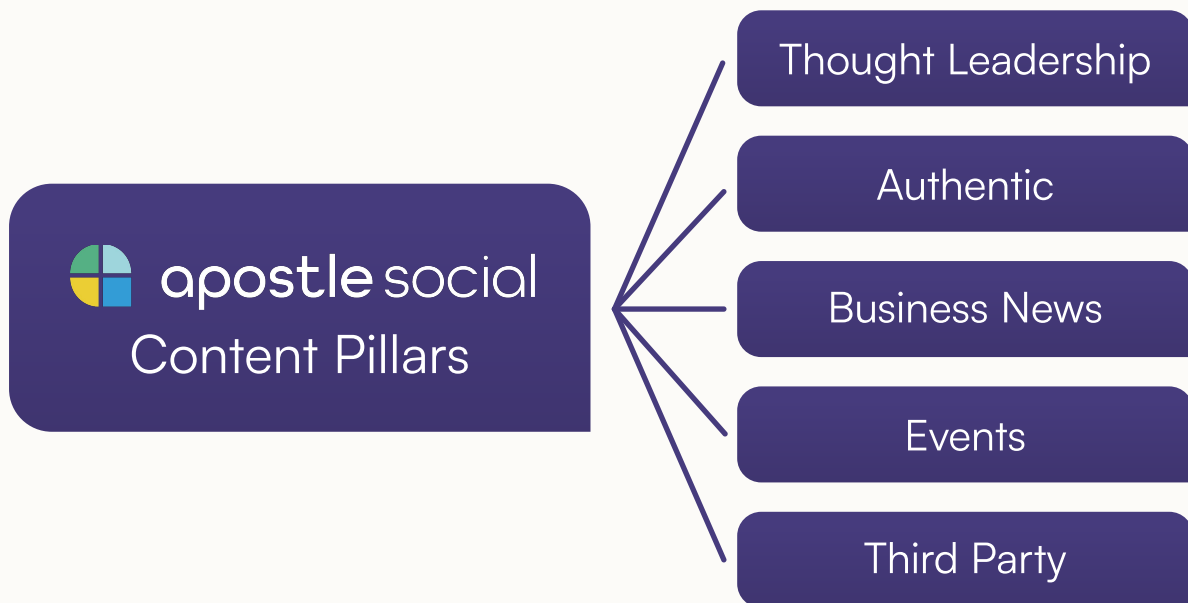 apostle social
Content Pillars
Thought Leadership
Authentic
Business News
Events
Third Party